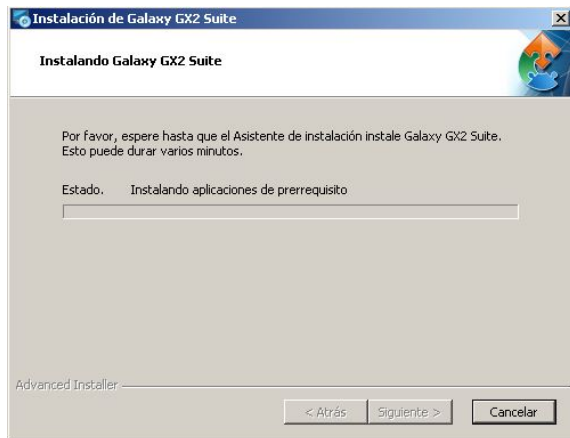 Instalación de Galaxy GX2 Suite
Instalando Galaxy GX2 Suite
Por favor, espere hasta que el Asistente de instalación instale Galaxy GX2 Suite.
Esto puede durar varios minutos.
Estado. Instalando aplicaciones de prerrequisito
Advanced Installer
< Atrás Siguiente > Cancelar